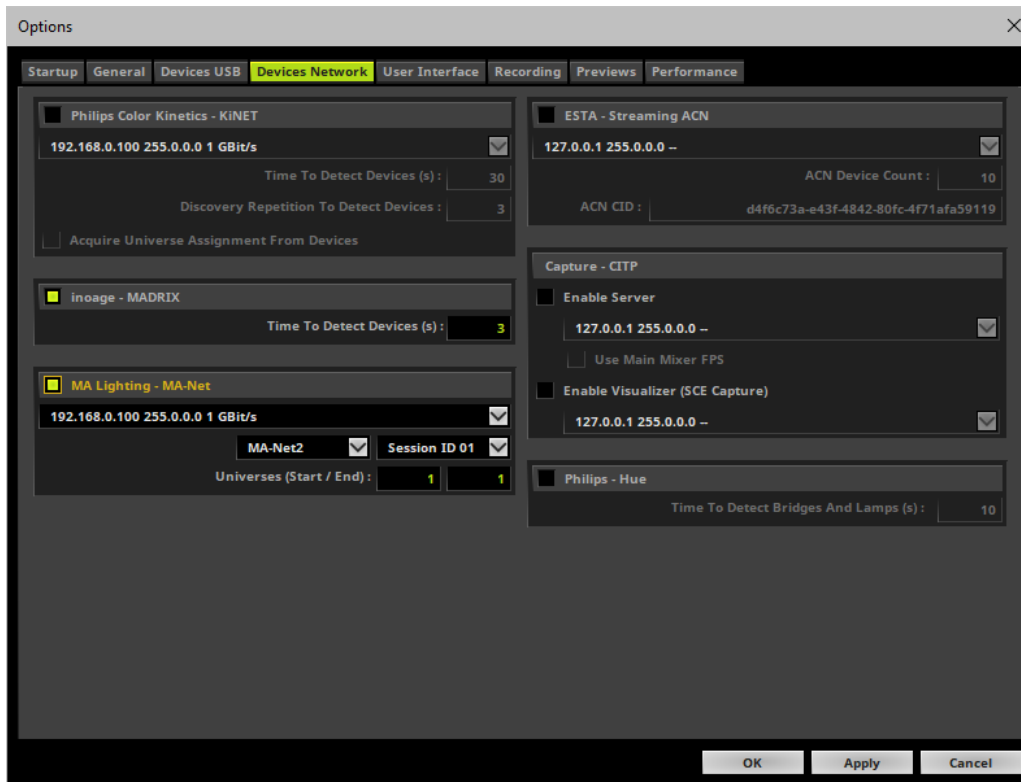 Options
Startup General Devices USB Devices Network User Interface Recording Previews Performance
Philips Color Kinetics - KiNET
192.168.0.100 255.0.0.0 1 GBit/s
Time To Detect Devices (s) : 30
Discovery Repetition To Detect Devices : 3
Acquire Universe Assignment From Devices
inoage - MADRIX
Time To Detect Devices (s) : 3
MA Lighting - MA-Net
192.168.0.100 255.0.0.0 1 GBit/s
MA-Net2 Session ID 01
Universes (Start / End) : 1 1
ESTA - Streaming ACN
127.0.0.1 255.0.0.0 --
ACN Device Count : 10
ACN CID : d4f6c73a-e43f-4842-80fc-4f71afa59119
Capture - CITP
Enable Server
127.0.0.1 255.0.0.0 --
Use Main Mixer FPS
Enable Visualizer (SCE Capture)
127.0.0.1 255.0.0.0 --
Philips - Hue
Time To Detect Bridges And Lamps (s) : 10
OK Apply Cancel